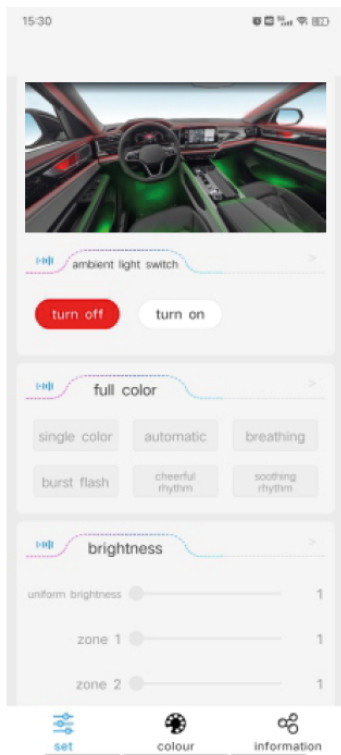 15:30
ambient light switch
turn off turn on
full color
single color automatic breathing
burst flash cheerful rhythm soothing rhythm
brightness
uniform brightness 1
zone 1 1
zone 2 1
set colour information